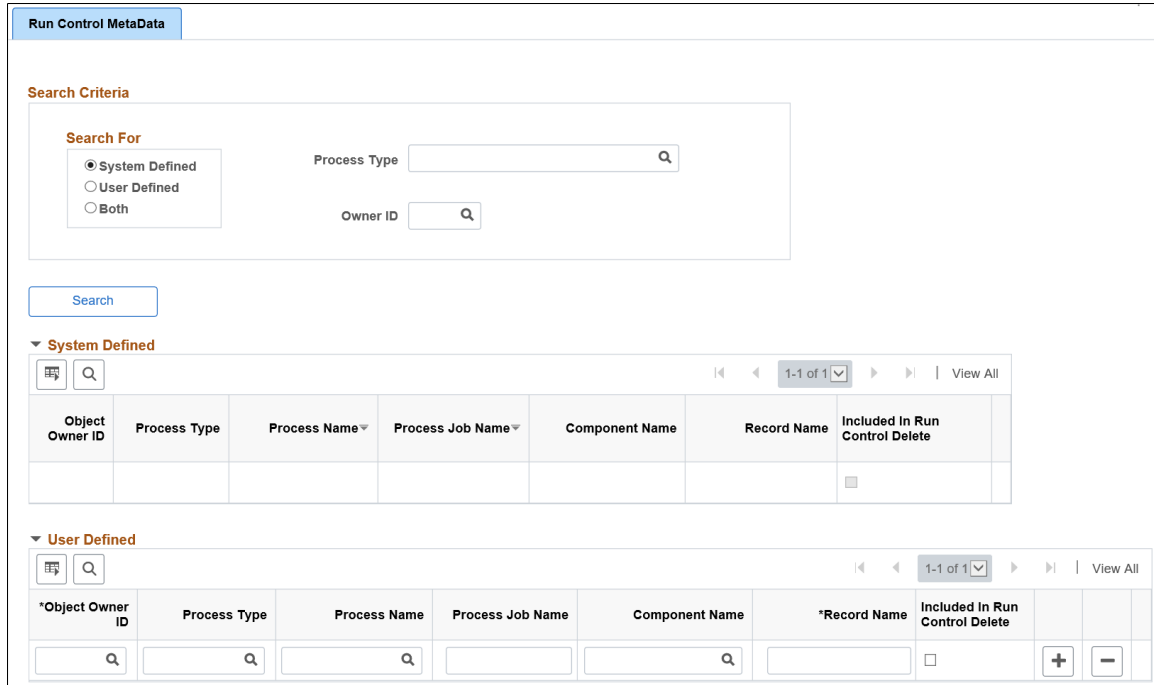 Run Control MetaData
Search Criteria
Search For
System Defined
User Defined
Both
Process Type
Owner ID
Search
System Defined
1-1 of 1
| View All
Object Owner ID
Process Type
Process Name
Process Job Name
Component Name
Record Name
Included In Run Control Delete
User Defined
1-1 of 1
| View All
*Object Owner ID
Process Type
Process Name
Process Job Name
Component Name
*Record Name
Included In Run Control Delete